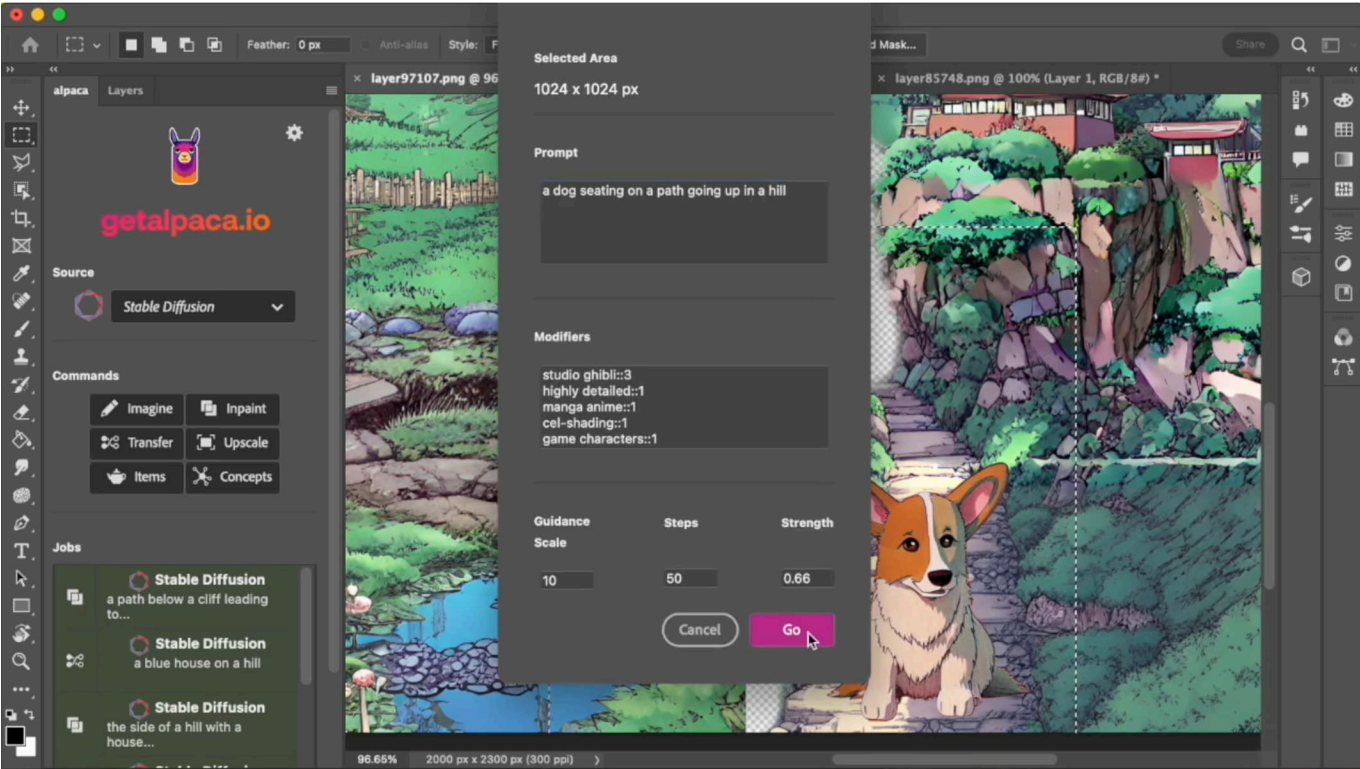 Feather: 0 px
Anti-alias
Style: F
d Mask...
Share
alpaca
Layers
layer97107.png @ 96
layer85748.png @ 100% (Layer 1, RGB/8#) *
getalpaca.io
Source
Stable Diffusion
Commands
Imagine
Inpaint
Transfer
Upscale
Items
Concepts
Jobs
Stable Diffusion
a path below a cliff leading
to...
Stable Diffusion
a blue house on a hill
Stable Diffusion
the side of a hill with a
house...
Selected Area
1024 x 1024 px
Prompt
a dog seating on a path going up in a hill
Modifiers
studio ghibli::3
highly detailed::1
manga anime::1
cel-shading::1
game characters::1
Guidance
Scale
Steps
Strength
10
50
0.66
Cancel
Go
96.65%
2000 px x 2300 px (300 ppi)